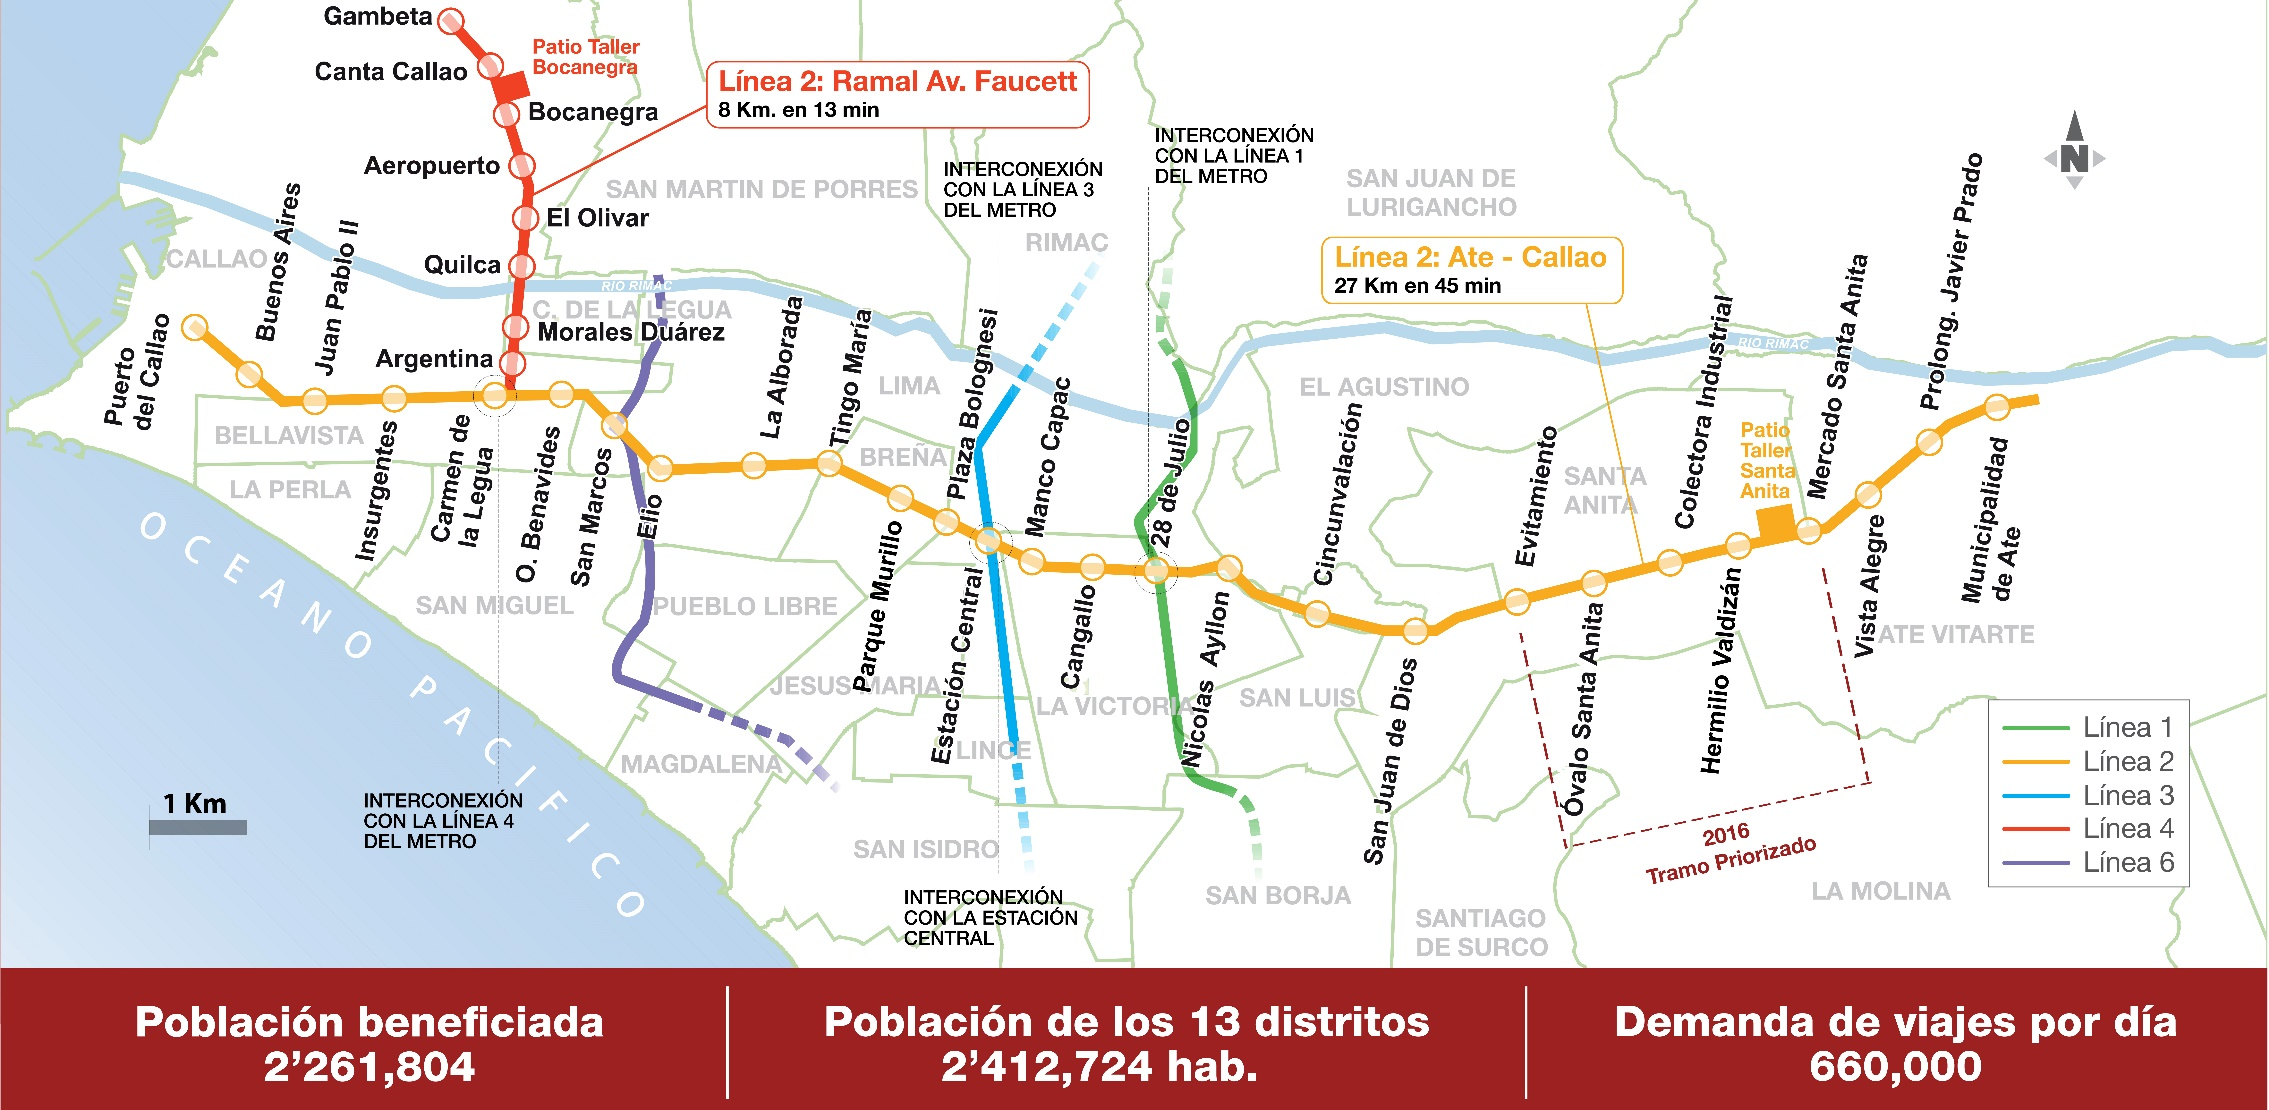 Gambeta
Canta Callao
Patio Taller
Bocanegra
Bocanegra
Aeropuerto
El Olivar
Quilca
Morales Duárez
Argentina
Línea 2: Ramal Av. Faucett
8 Km. en 13 min
INTERCONEXIÓN
CON LA LÍNEA 3
DEL METRO
INTERCONEXIÓN
CON LA LÍNEA 1
DEL METRO
SAN MARTIN DE PORRES
RIMAC
SAN JUAN DE
LURIGANCHO
N
Línea 2: Ate - Callao
27 Km en 45 min
CALLAO
RIO RIMAC
C. DE LA LEGUA
RIO RIMAC
LIMA
EL AGUSTINO
BELLAVISTA
BREÑA
LA PERLA
SANTA
ANITA
Patio
Taller
Santa
Anita
Puerto
del Callao
Buenos Aires
Juan Pablo II
Insurgentes
Carmen de
la Legua
O. Benavides
San Marcos
Elio
La Alborada
Tingo María
Parque Murillo
Plaza Bolognesi
Estación Central
Manco Capac
Cangallo
28 de Julio
Nicolas Ayllon
Cincunvalación
San Juan de Dios
Evitamiento
Óvalo Santa Anita
Colectora Industrial
Hermilio Valdizán
Mercado Santa Anita
Vista Alegre
Prolong. Javier Prado
Municipalidad
de Ate
OCEANO PACIFICO
SAN MIGUEL
PUEBLO LIBRE
JESUS MARIA
LA VICTORIA
SAN LUIS
ATE VITARTE
MAGDALENA
LINCE
SAN ISIDRO
SAN BORJA
SANTIAGO
DE SURCO
LA MOLINA
1 Km
INTERCONEXIÓN
CON LA LÍNEA 4
DEL METRO
INTERCONEXIÓN
CON LA ESTACIÓN
CENTRAL
2016
Tramo Priorizado
Línea 1
Línea 2
Línea 3
Línea 4
Línea 6
Población beneficiada
2’261,804
Población de los 13 distritos
2’412,724 hab.
Demanda de viajes por día
660,000